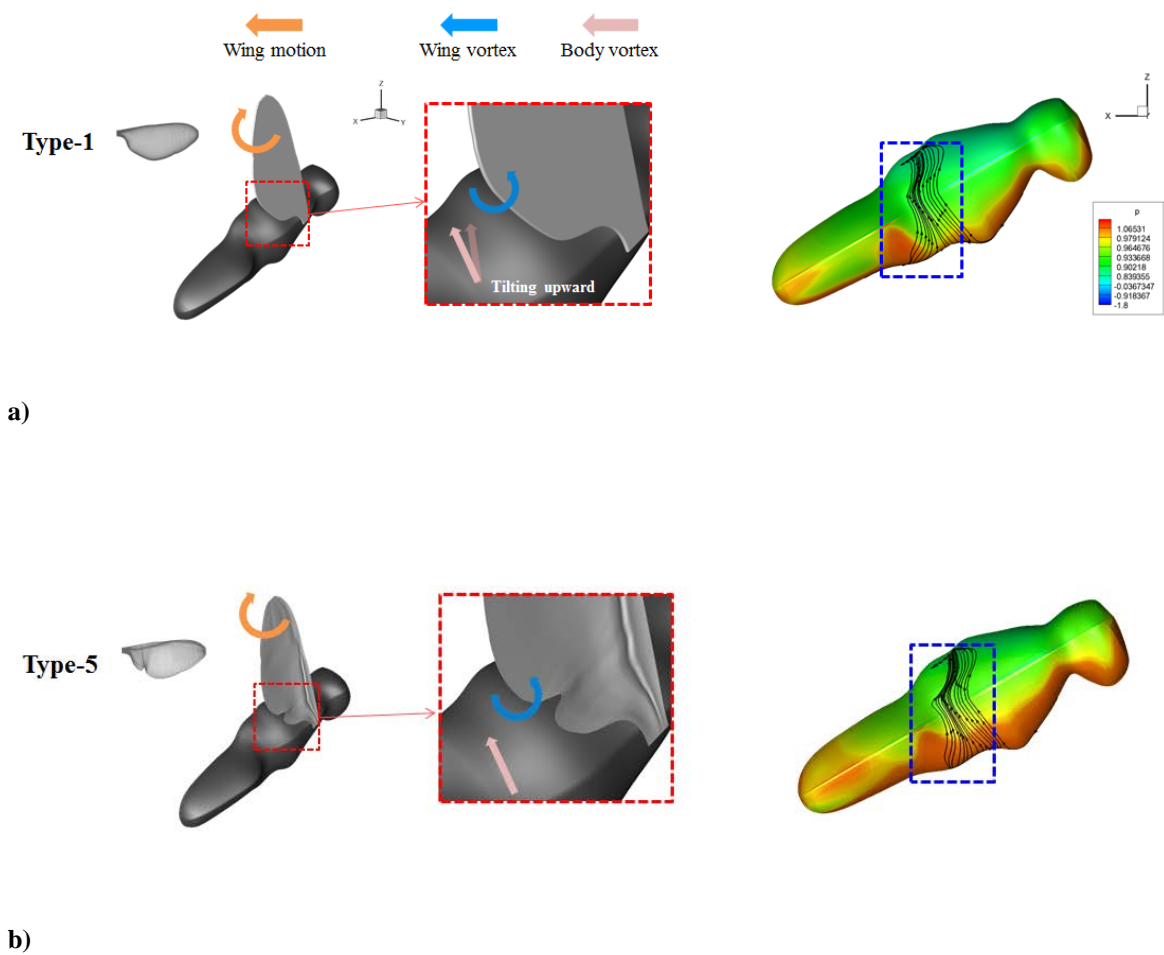 Wing motion
Wing vortex
Body vortex
Type-1
Z
X
Y
Tilting upward
Z
X
Y
p
1.06531
0.979124
0.964676
0.933668
0.90218
0.839355
-0.0367347
-0.918367
-1.8
a)
Type-5
b)